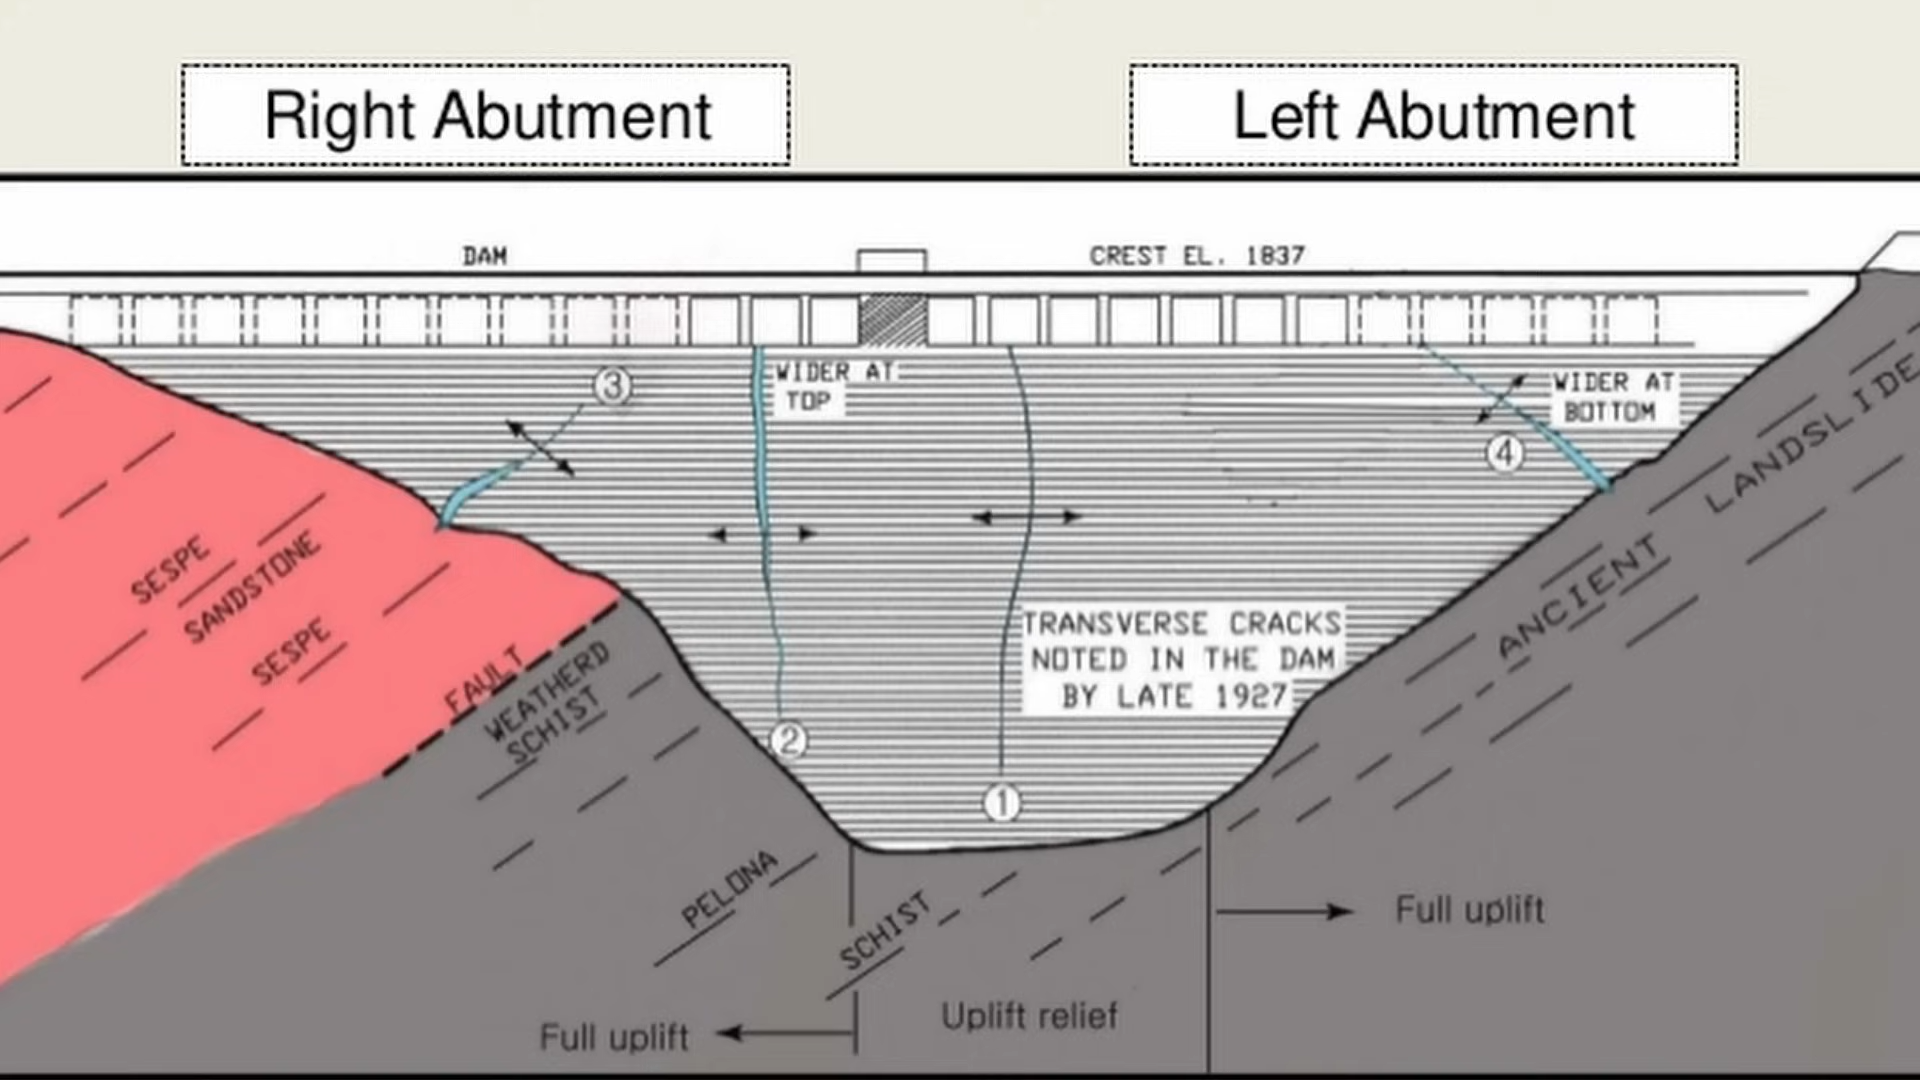 Right Abutment
Left Abutment
DAM
CREST EL. 1837
WIDER AT
TOP
3
WIDER AT
BOTTOM
4
LANDSLIDE
ANCIENT
SESPE
SANDSTONE
SESPE
FAULT
WEATHERD
SCHIST
TRANSVERSE CRACKS
NOTED IN THE DAM
BY LATE 1927
2
1
PELONA
SCHIST
Full uplift
Uplift relief
Full uplift